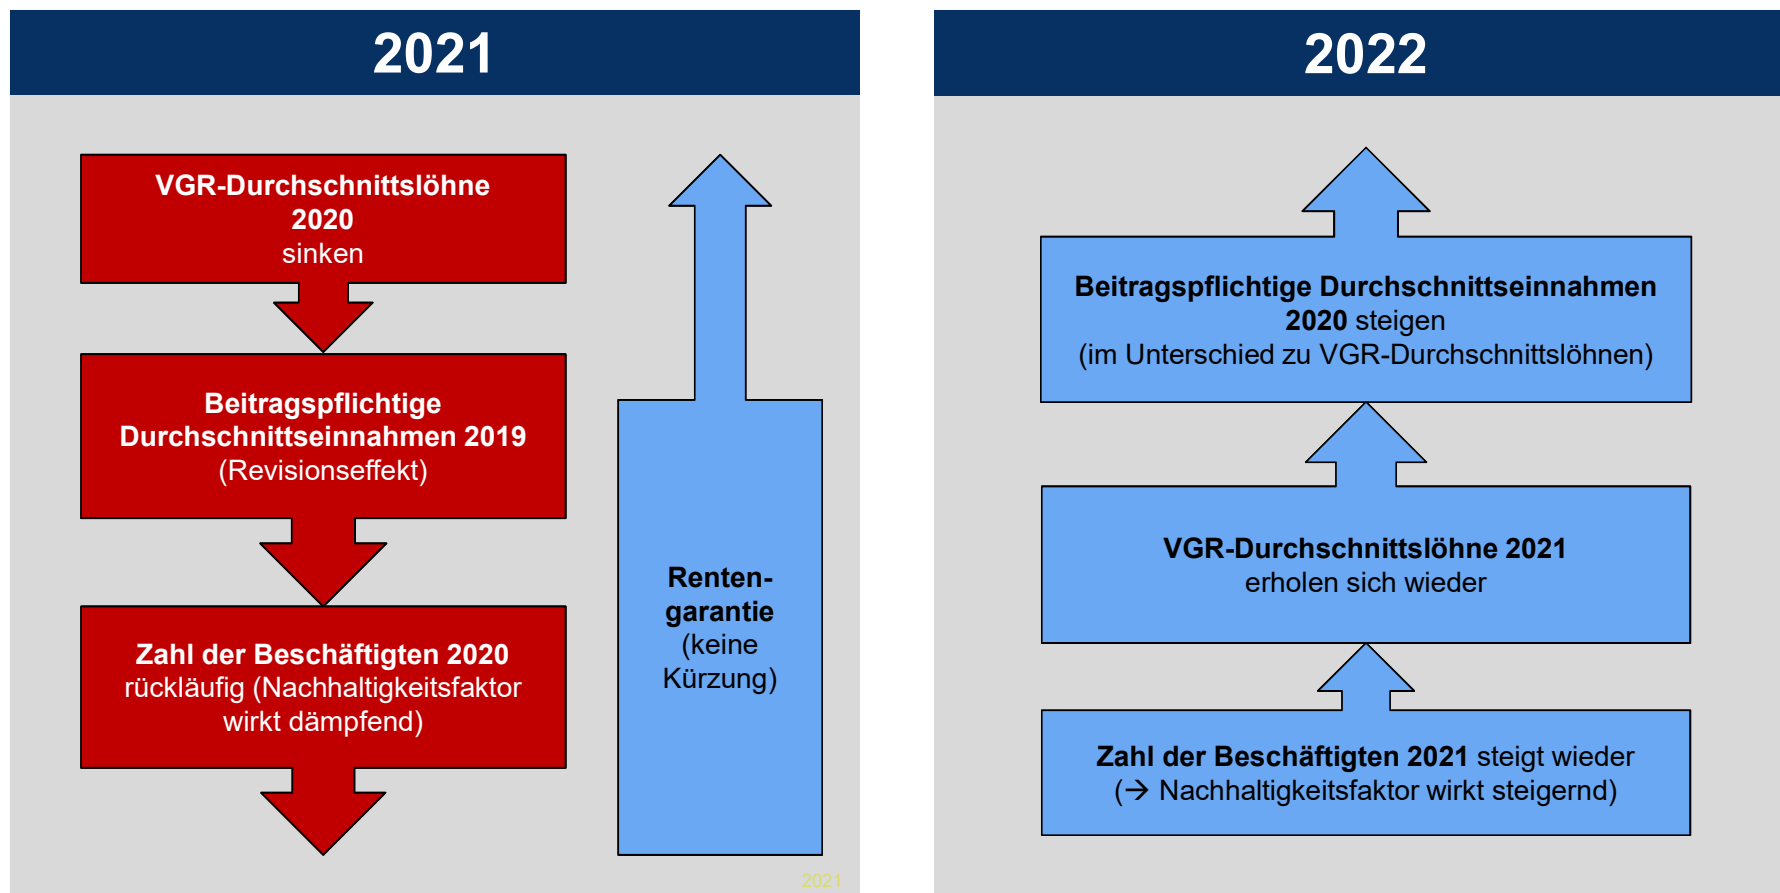 2021
VGR-Durchschnittslöhne
2020
sinken
Beitragspflichtige
Durchschnittseinnahmen 2019
(Revisionseffekt)
Zahl der Beschäftigten 2020
rückläufig (Nachhaltigkeitsfaktor
wirkt dämpfend)
Renten-
garantie
(keine
Kürzung)
2021
2022
Beitragspflichtige Durchschnittseinnahmen
2020 steigen
(im Unterschied zu VGR-Durchschnittslöhnen)
VGR-Durchschnittslöhne 2021
erholen sich wieder
Zahl der Beschäftigten 2021 steigt wieder
(→ Nachhaltigkeitsfaktor wirkt steigernd)